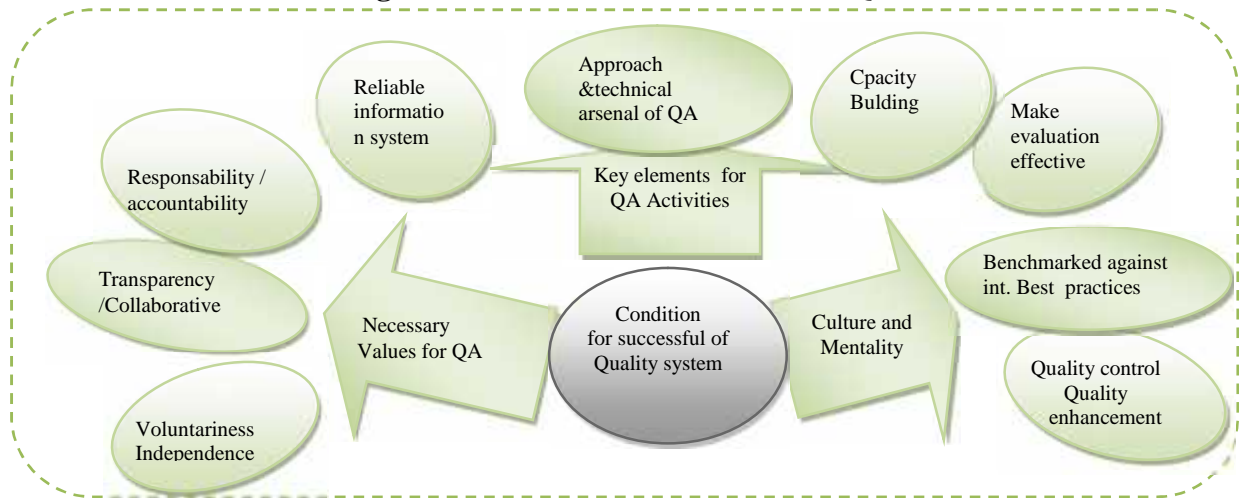 Reliable
informatio
n system
Approach
&technical
arsenal of QA
Cpacity
Bulding
Make
evaluation
effective
Responsability /
accountability
Key elements for
QA Activities
Transparency
/Collaborative
Benchmarked against
int. Best practices
Necessary
Values for QA
Condition
for successful of
Quality system
Culture and
Mentality
Voluntariness
Independence
Quality control
Quality
enhancement